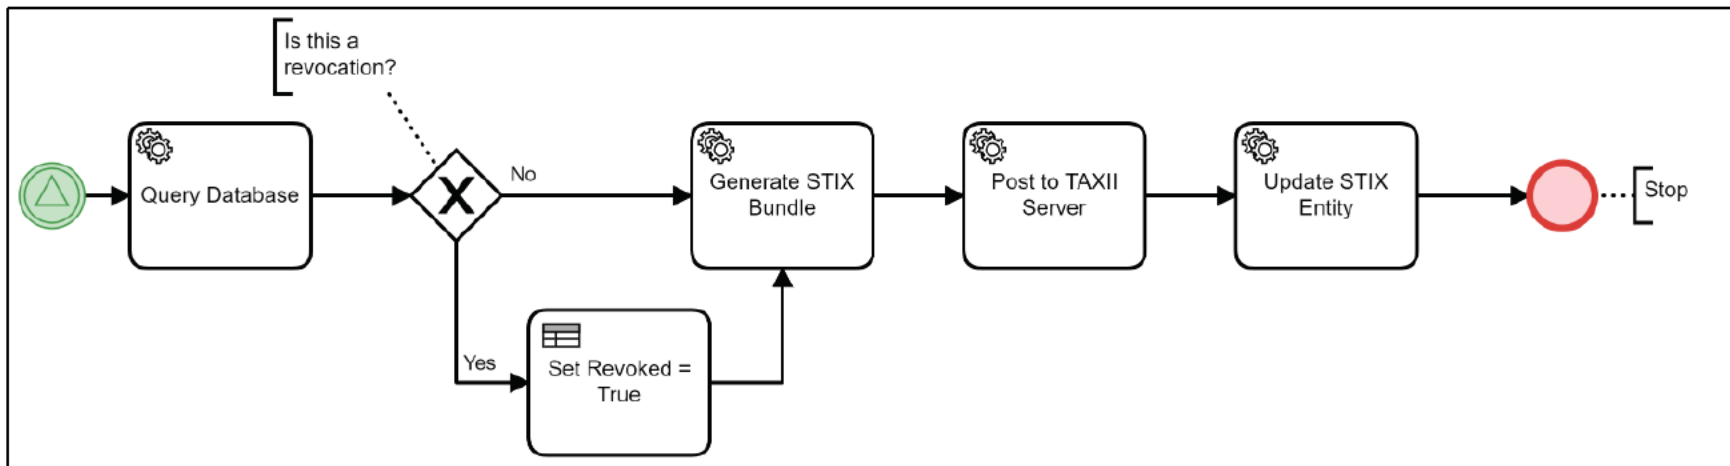 Is this a
revocation?
Query Database
No
Generate STIX
Bundle
Post to TAXII
Server
Update STIX
Entity
Stop
Yes
Set Revoked =
True